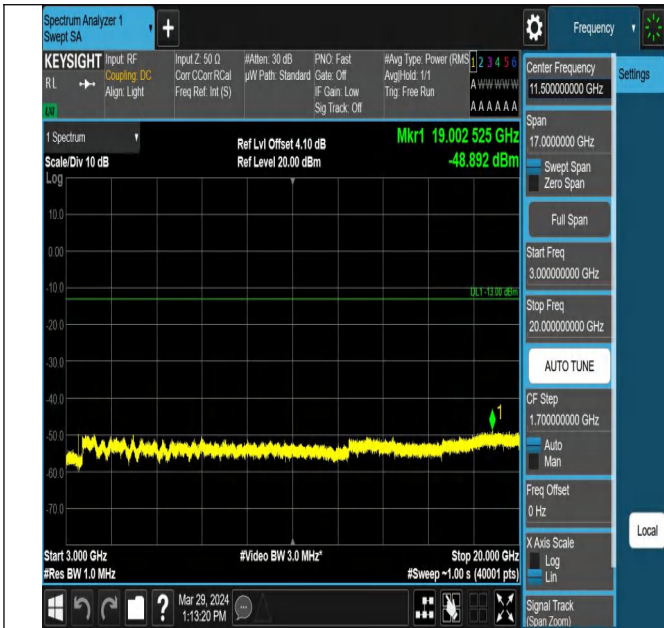 Spectrum Analyzer 1
Swept SA
+
Frequency
KEYSIGHT
RL
LXI
Input: RF
Coupling: DC
Align: Light
Input Z: 50 Ω
Corr CCorr RCal
Freq Ref: Int (S)
#Atten: 30 dB
µW Path: Standard
PNO: Fast
Gate: Off
IF Gain: Low
Sig Track: Off
#Avg Type: Power (RMS
Avg|Hold: 1/1
Trig: Free Run
1 2 3 4 5 6
A W W W W W
A A A A A A
1 Spectrum
Scale/Div 10 dB
Ref Lvl Offset 4.10 dB
Ref Level 20.00 dBm
Mkr1 19.002 525 GHz
-48.892 dBm
Log
10.0
0.00
-10.0
DL1 -13.00 dBm
-20.0
-30.0
-40.0
1
-50.0
-60.0
-70.0
Start 3.000 GHz
#Video BW 3.0 MHz*
Stop 20.000 GHz
#Res BW 1.0 MHz
#Sweep ~1.00 s (40001 pts)
?
Mar 29, 2024
1:13:20 PM
Center Frequency
11.500000000 GHz
Settings
Span
17.0000000 GHz
Swept Span
Zero Span
Full Span
Start Freq
3.000000000 GHz
Stop Freq
20.000000000 GHz
AUTO TUNE
CF Step
1.700000000 GHz
Auto
Man
Freq Offset
0 Hz
Local
X Axis Scale
Log
Lin
Signal Track
(Span Zoom)